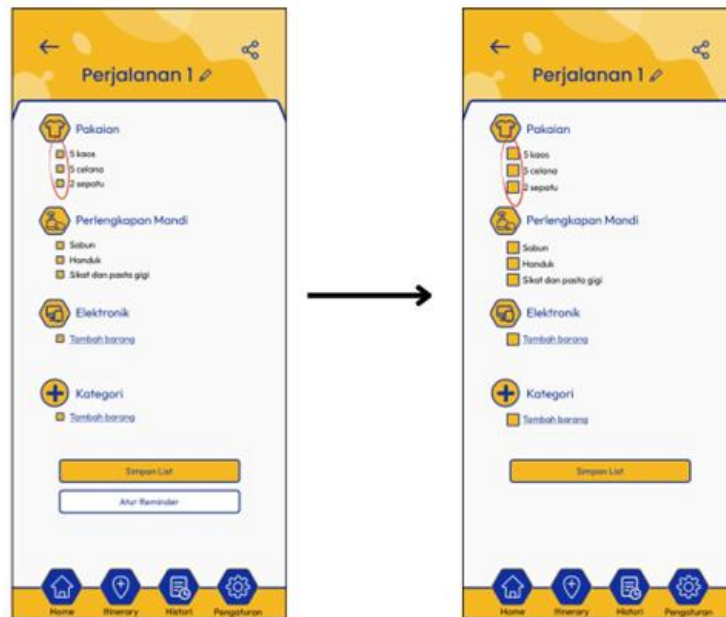 Perjalanan 1
Pakaian
5 kaos
5 celana
2 sepatu
Perlengkapan Mandi
Sabun
Handuk
Sikat dan pasta gigi
Elektronik
Tambah barang
Kategori
Tambah barang
Simpan List
Atur Reminder
Home
Itinerary
Histori
Pengaturan
Perjalanan 1
Pakaian
5 kaos
5 celana
2 sepatu
Perlengkapan Mandi
Sabun
Handuk
Sikat dan pasta gigi
Elektronik
Tambah barang
Kategori
Tambah barang
Simpan List
Home
Itinerary
Histori
Pengaturan